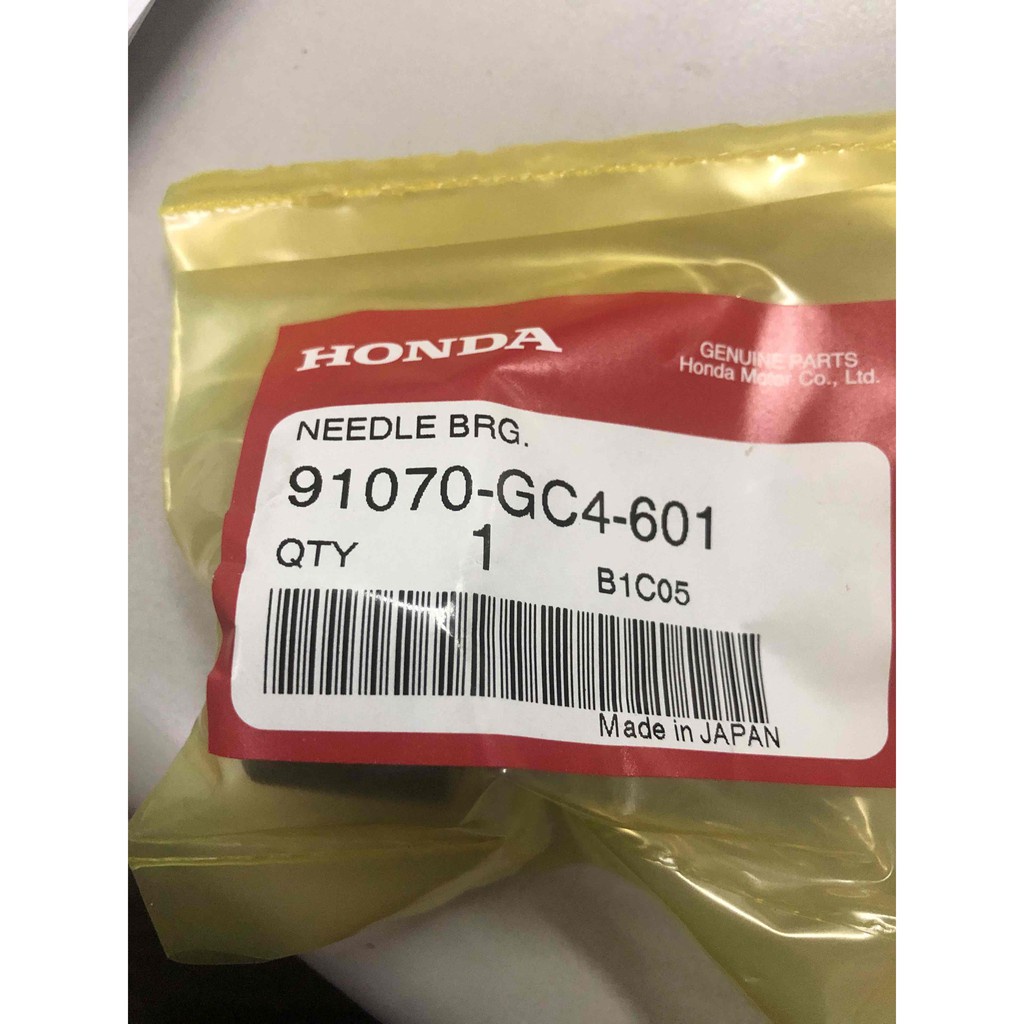 HONDA
GENUINE PARTS
Honda Motor Co., Ltd.
NEEDLE BRG.
91070-GC4-601
QTY 1
B1C05
Made in JAPAN